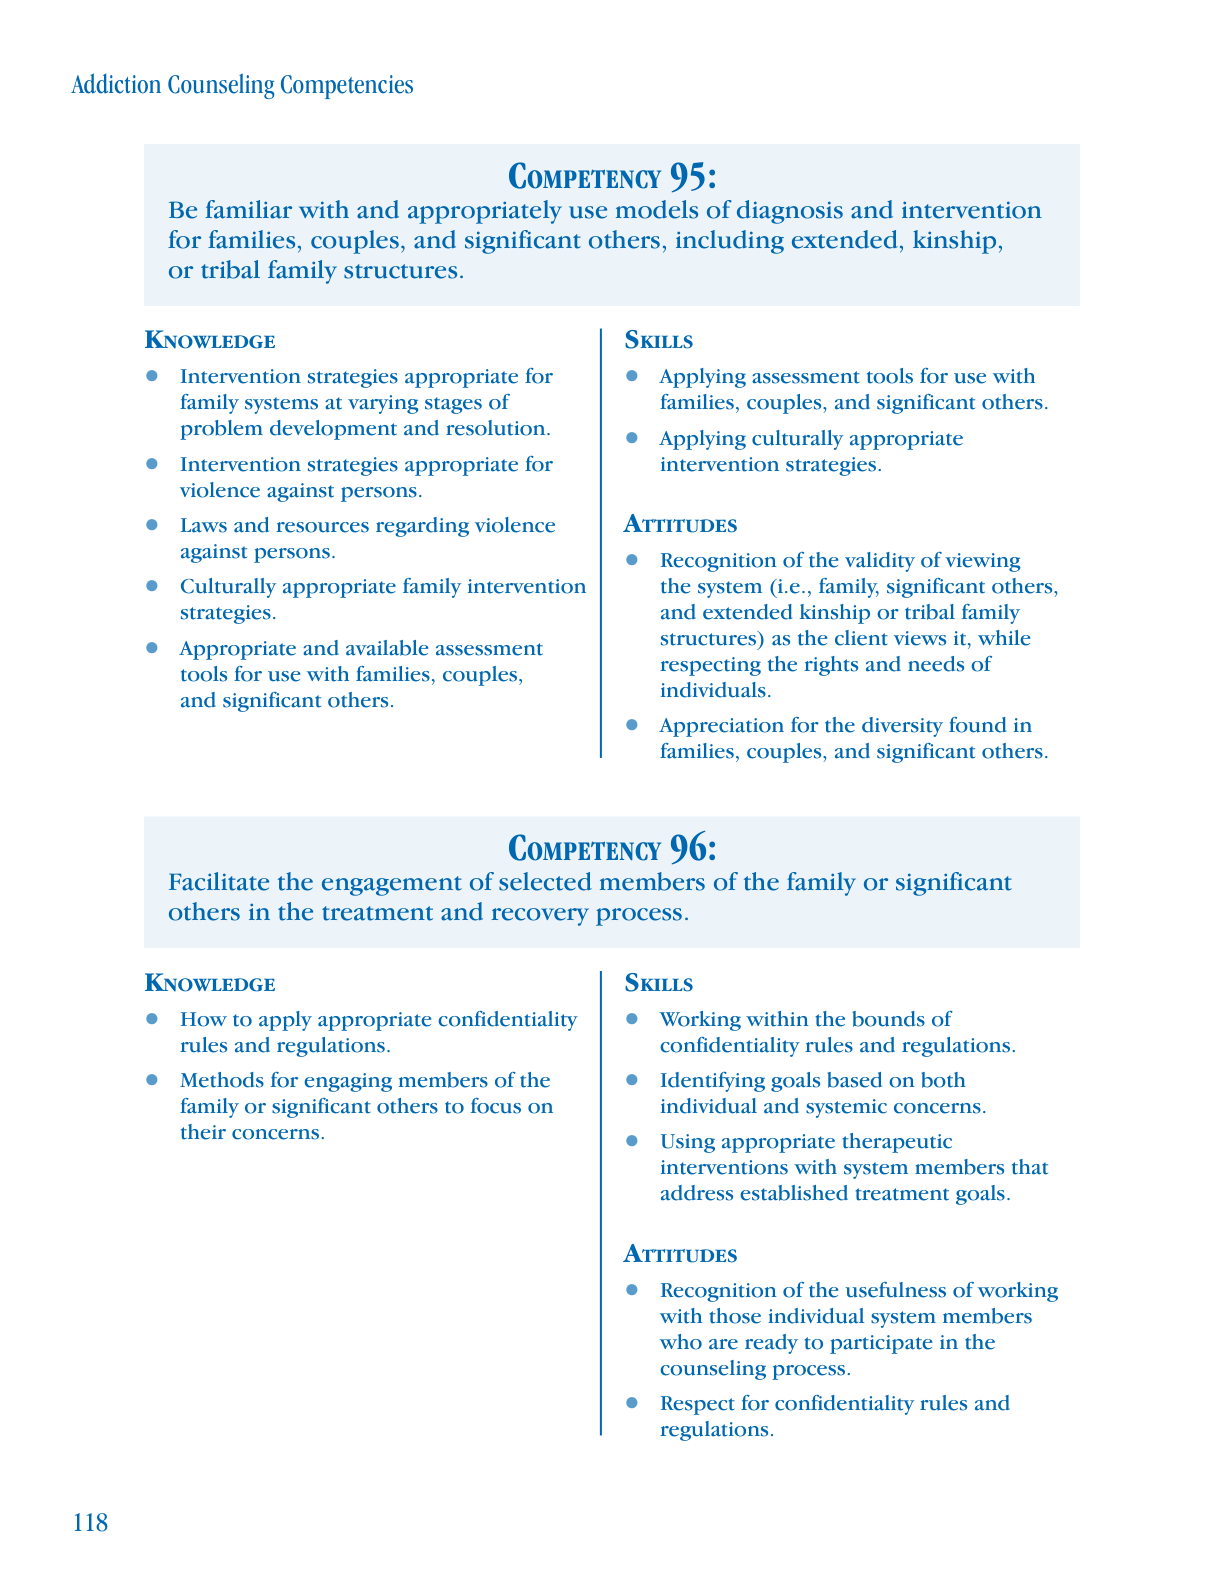 Addiction Counseling Competencies
COMPETENCY 95:
Be familiar with and appropriately use models of diagnosis and intervention
for families, couples, and significant others, including extended, kinship,
or tribal family structures.
KNOWLEDGE
● Intervention strategies appropriate for
family systems at varying stages of
problem development and resolution.
● Intervention strategies appropriate for
violence against persons.
● Laws and resources regarding violence
against persons.
● Culturally appropriate family intervention
strategies.
● Appropriate and available assessment
tools for use with families, couples,
and significant others.
SKILLS
● Applying assessment tools for use with
families, couples, and significant others.
● Applying culturally appropriate
intervention strategies.
ATTITUDES
● Recognition of the validity of viewing
the system (i.e., family, significant others,
and extended kinship or tribal family
structures) as the client views it, while
respecting the rights and needs of
individuals.
● Appreciation for the diversity found in
families, couples, and significant others.
COMPETENCY 96:
Facilitate the engagement of selected members of the family or significant
others in the treatment and recovery process.
KNOWLEDGE
● How to apply appropriate confidentiality
rules and regulations.
● Methods for engaging members of the
family or significant others to focus on
their concerns.
SKILLS
● Working within the bounds of
confidentiality rules and regulations.
● Identifying goals based on both
individual and systemic concerns.
● Using appropriate therapeutic
interventions with system members that
address established treatment goals.
ATTITUDES
● Recognition of the usefulness of working
with those individual system members
who are ready to participate in the
counseling process.
● Respect for confidentiality rules and
regulations.
118